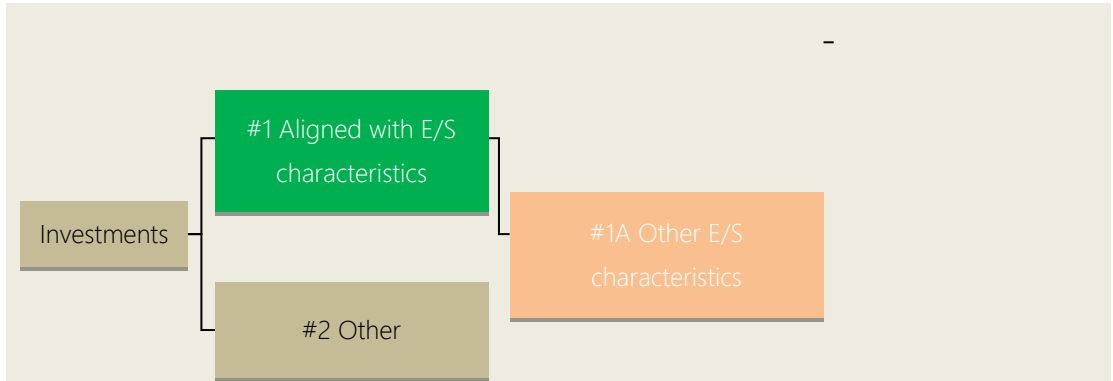 -
#1 Aligned with E/S
characteristics
Investments
#1A Other E/S
characteristics
#2 Other